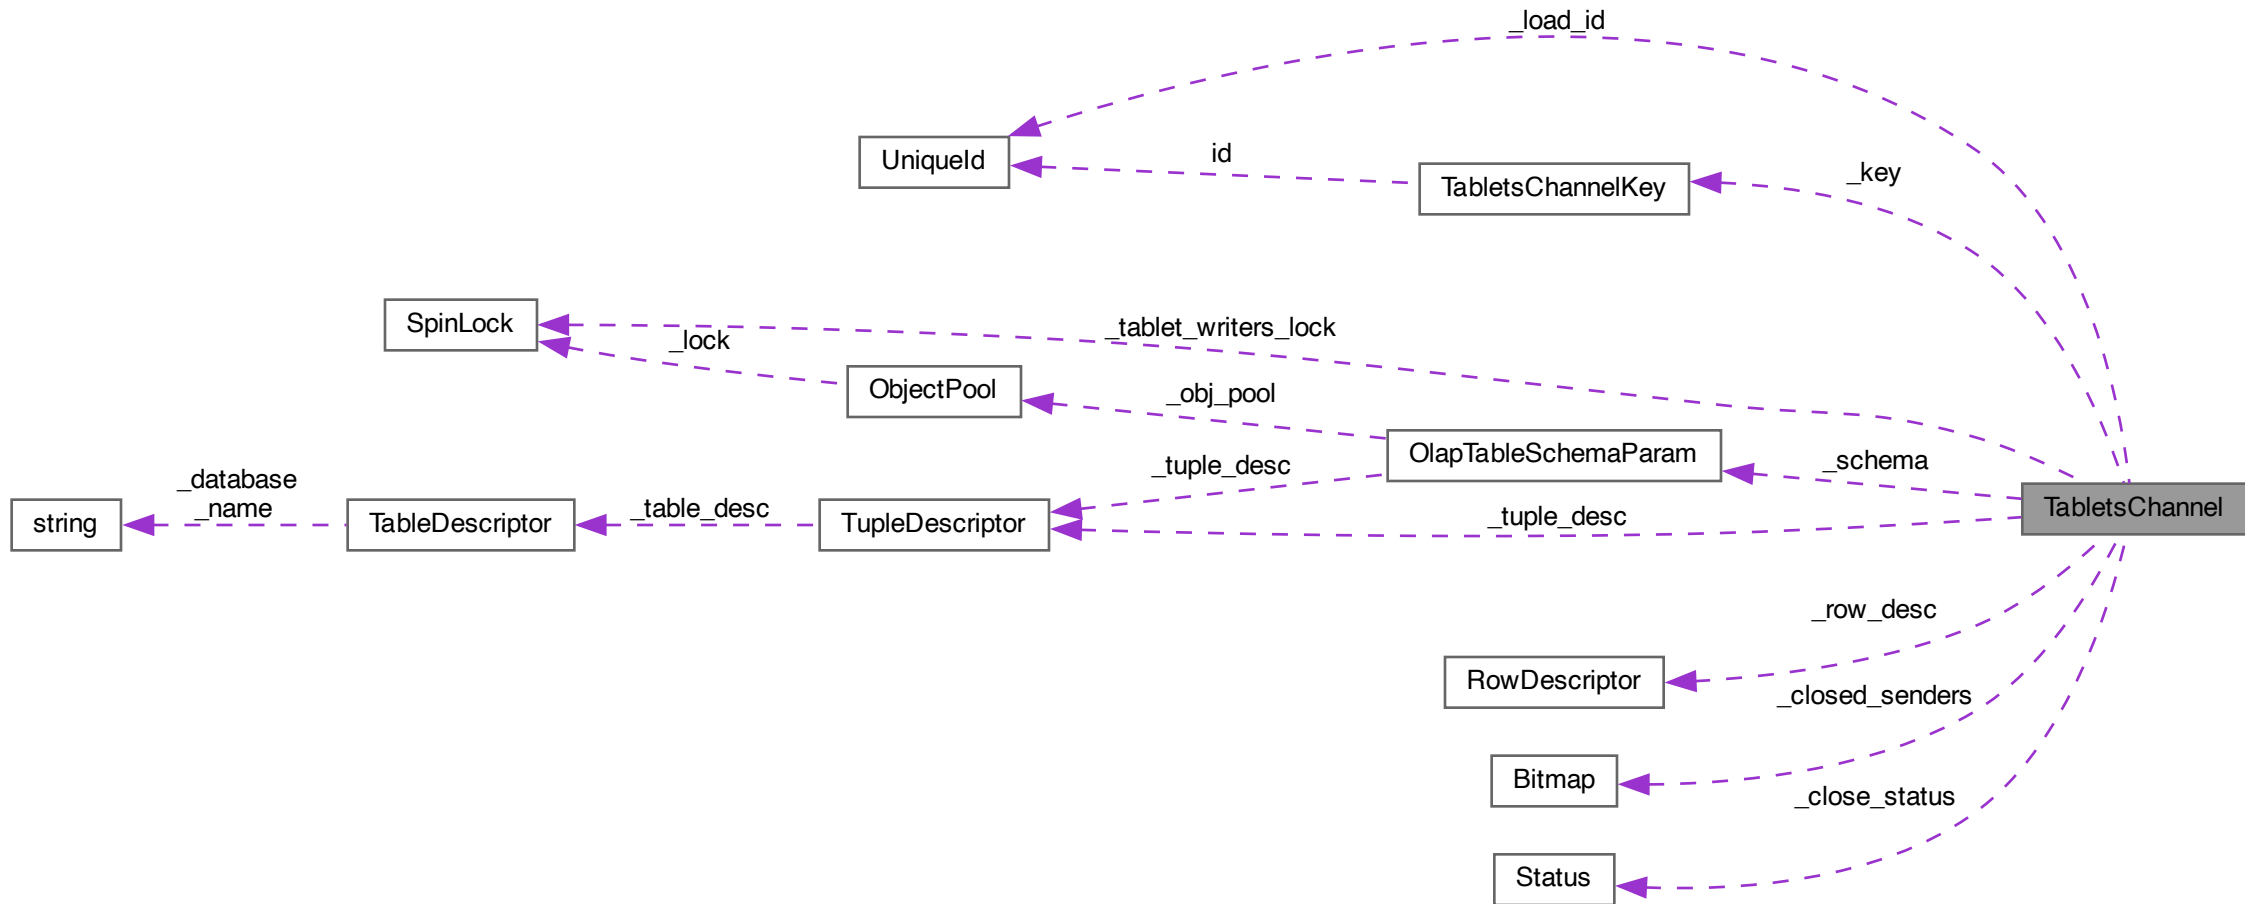 _load_id
UniqueId
id
TabletsChannelKey
_key
SpinLock
_tablet_writers_lock
_lock
ObjectPool
_obj_pool
OlapTableSchemaParam
_schema
_tuple_desc
_database
_name
string
TableDescriptor
_table_desc
TupleDescriptor
_tuple_desc
TabletsChannel
_row_desc
RowDescriptor
_closed_senders
Bitmap
_close_status
Status